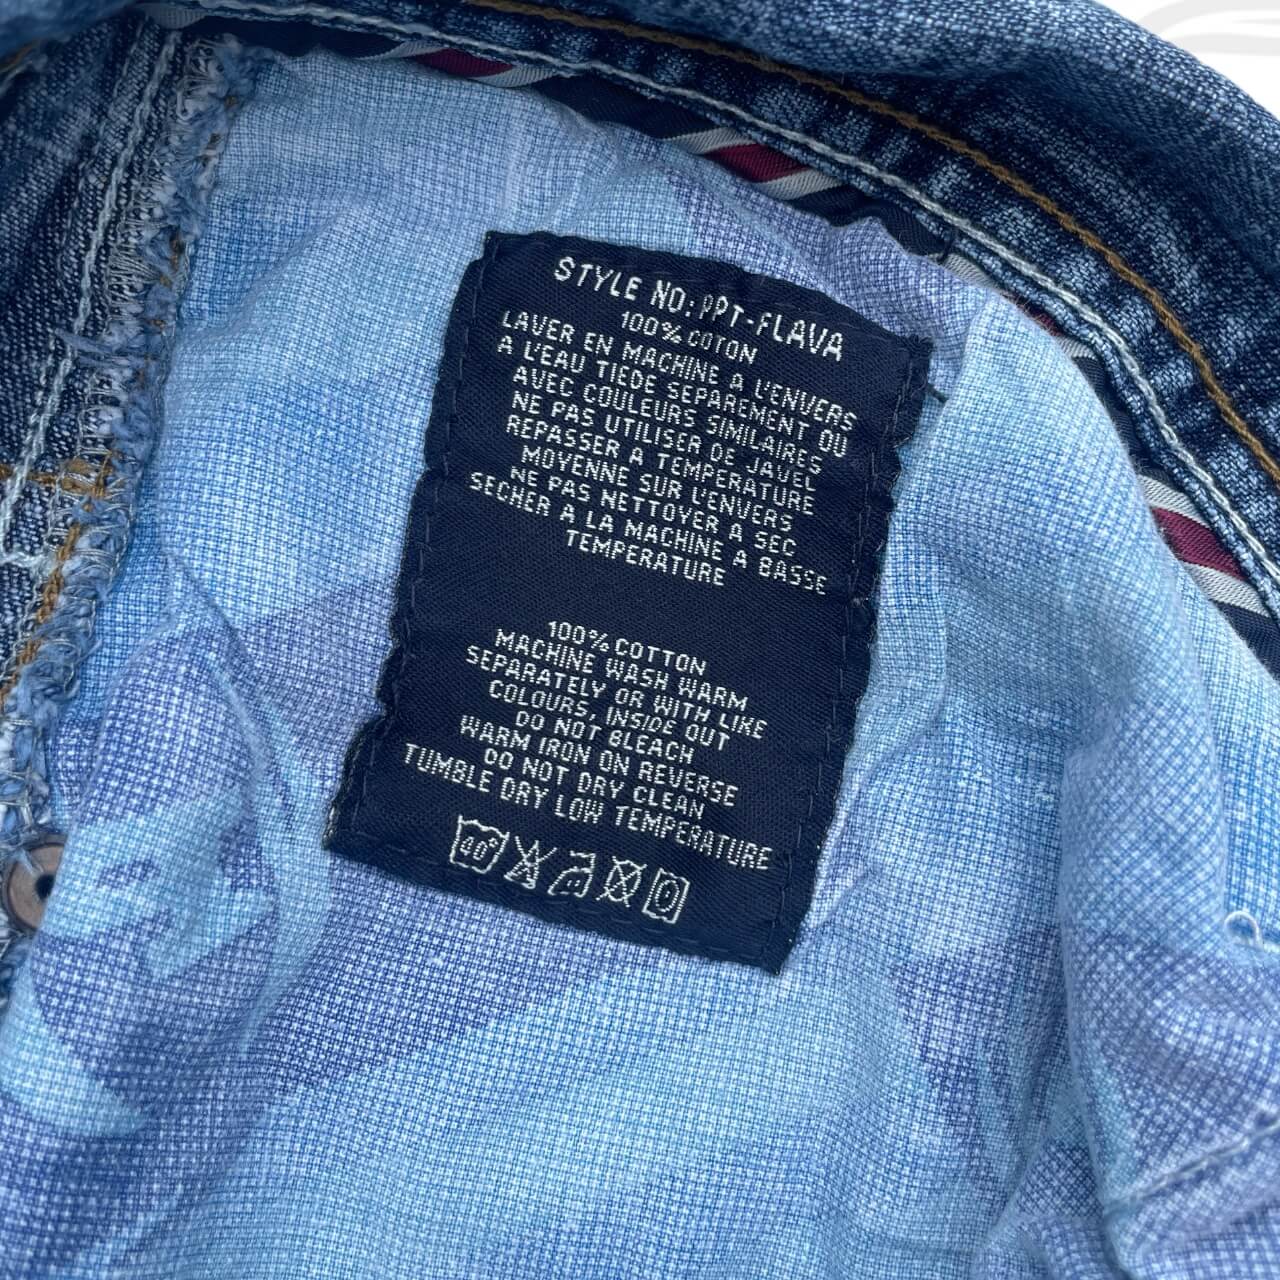 STYLE NO: PPT-FLAVA
100% COTON
LAVER EN MACHINE A L'ENVERS
A L'EAU TIEDE SEPAREMENT OU
AVEC COULEURS SIMILAIRES
NE PAS UTILISER DE JAVEL
REPASSER A TEMPERATURE
MOYENNE SUR L'ENVERS
NE PAS NETTOYER A SEC
SECHER A LA MACHINE A BASSE
TEMPERATURE
100% COTTON
MACHINE WASH WARM
SEPARATELY OR WITH LIKE
COLOURS, INSIDE OUT
DO NOT BLEACH
WARM IRON ON REVERSE
DO NOT DRY CLEAN
TUMBLE DRY LOW TEMPERATURE
40°